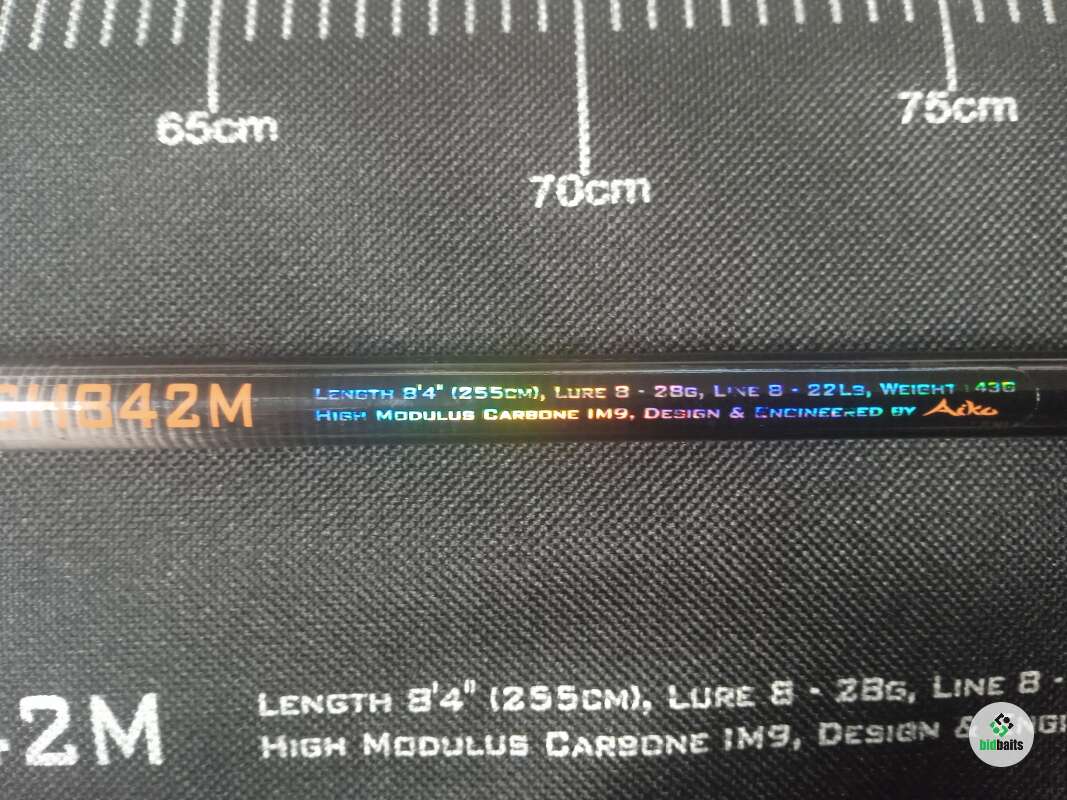 65cm
70cm
75cm
842M
LENGTH 8'4" (255CM), LURE 8 - 28G, LINE 8 - 22LB, WEIGHT 143G
HIGH MODULUS CARBONE IM9, DESIGN & ENGINEERED BY Aiko
2M
LENGTH 8'4" (255CM), LURE 8 - 28G, LINE 8 -
HIGH MODULUS CARBONE IM9, DESIGN &
bidbaits